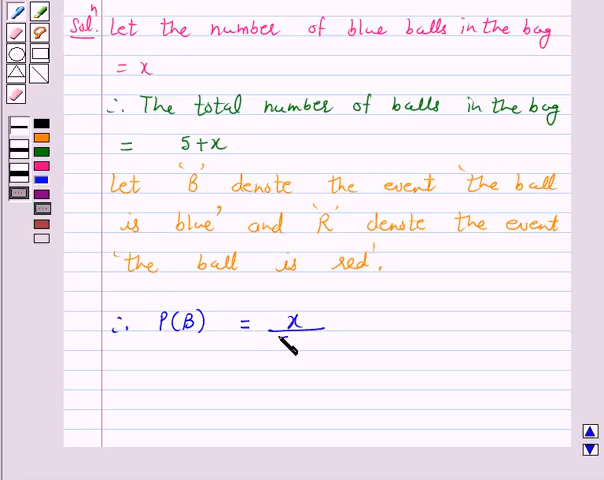 Solⁿ. Let the number of blue balls in the bag
= x
∴ The total number of balls in the bag
= 5+x
Let 'B' denote the event 'the ball
is blue' and 'R' denote the event
'the ball is red'.
∴ P(B) = x